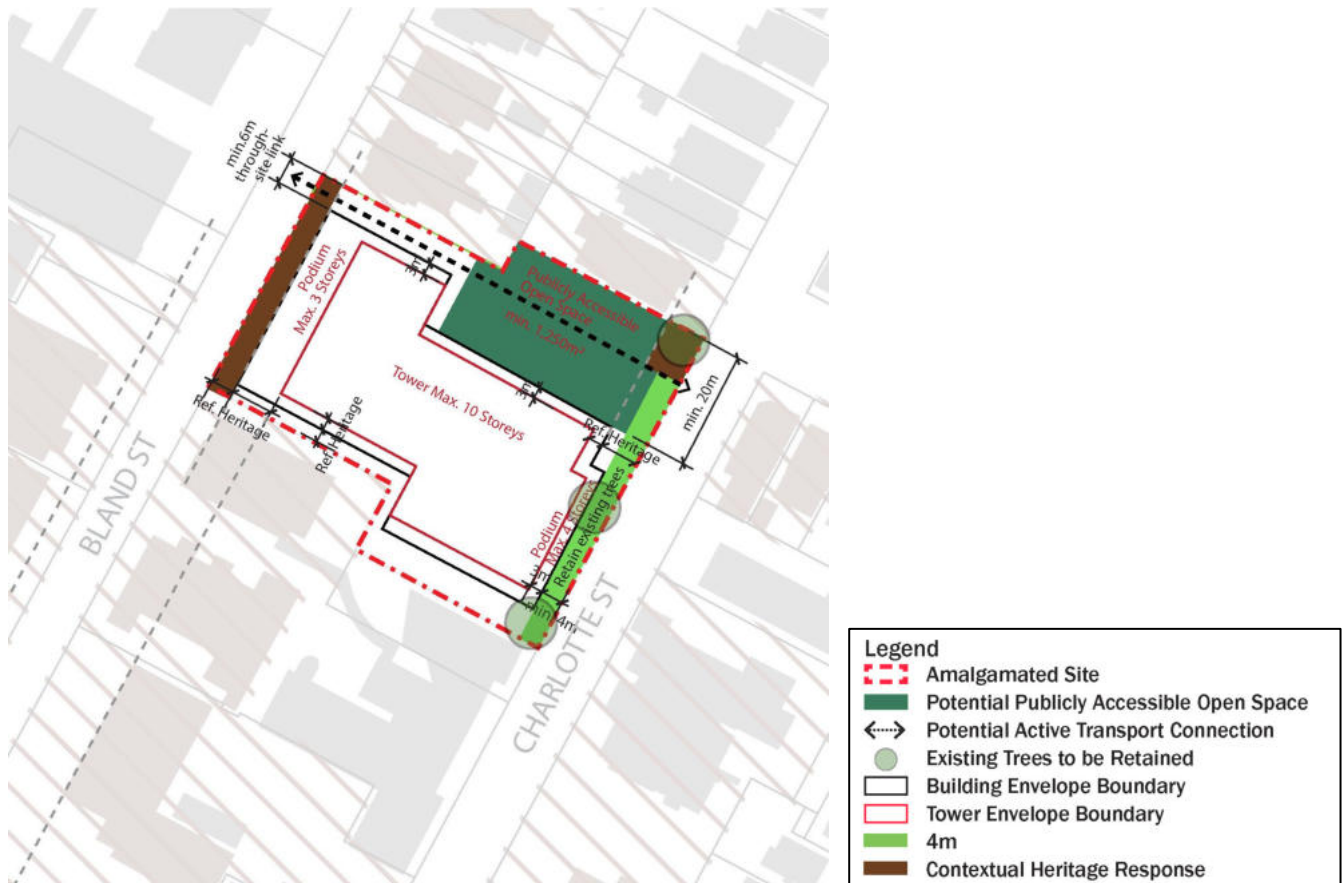 min.6m
through-
site link
Podium
Max. 3 Storeys
3m
Publicly Accessible
Open Space
min. 1,250m²
Tower Max. 10 Storeys
3m
min. 20m
Ref. Heritage
Ref. Heritage
Ref. Heritage
BLAND ST
Podium
Max. 4 Storeys
Retain existing trees
min. 4m
CHARLOTTE ST
Legend
Amalgamated Site
Potential Publicly Accessible Open Space
Potential Active Transport Connection
Existing Trees to be Retained
Building Envelope Boundary
Tower Envelope Boundary
4m
Contextual Heritage Response